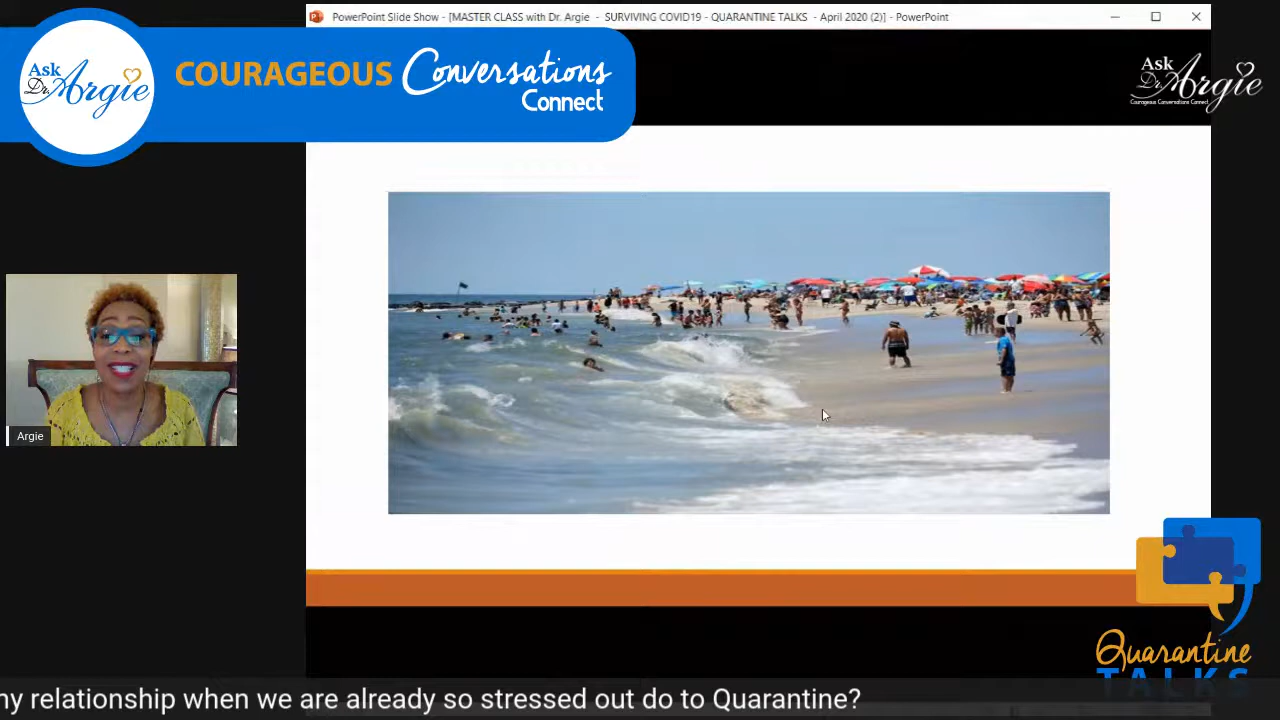 PowerPoint Slide Show - [MASTER CLASS with Dr. Argie - SURVIVING COVID19 - QUARANTINE TALKS - April 2020 (2)] - PowerPoint
Ask
Dr. Argie
COURAGEOUS Conversations
Connect
Ask
Dr. Argie
Courageous Conversations Connect
Argie
Quarantine
TALKS
ny relationship when we are already so stressed out do to Quarantine?